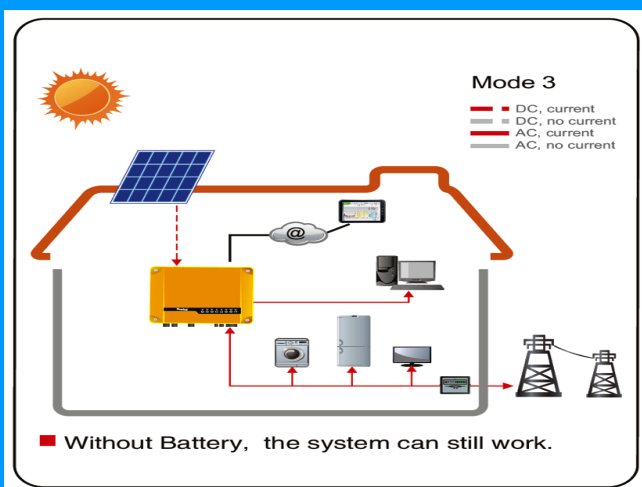 Mode 3
DC, current
DC, no current
AC, current
AC, no current
@
Without Battery, the system can still work.